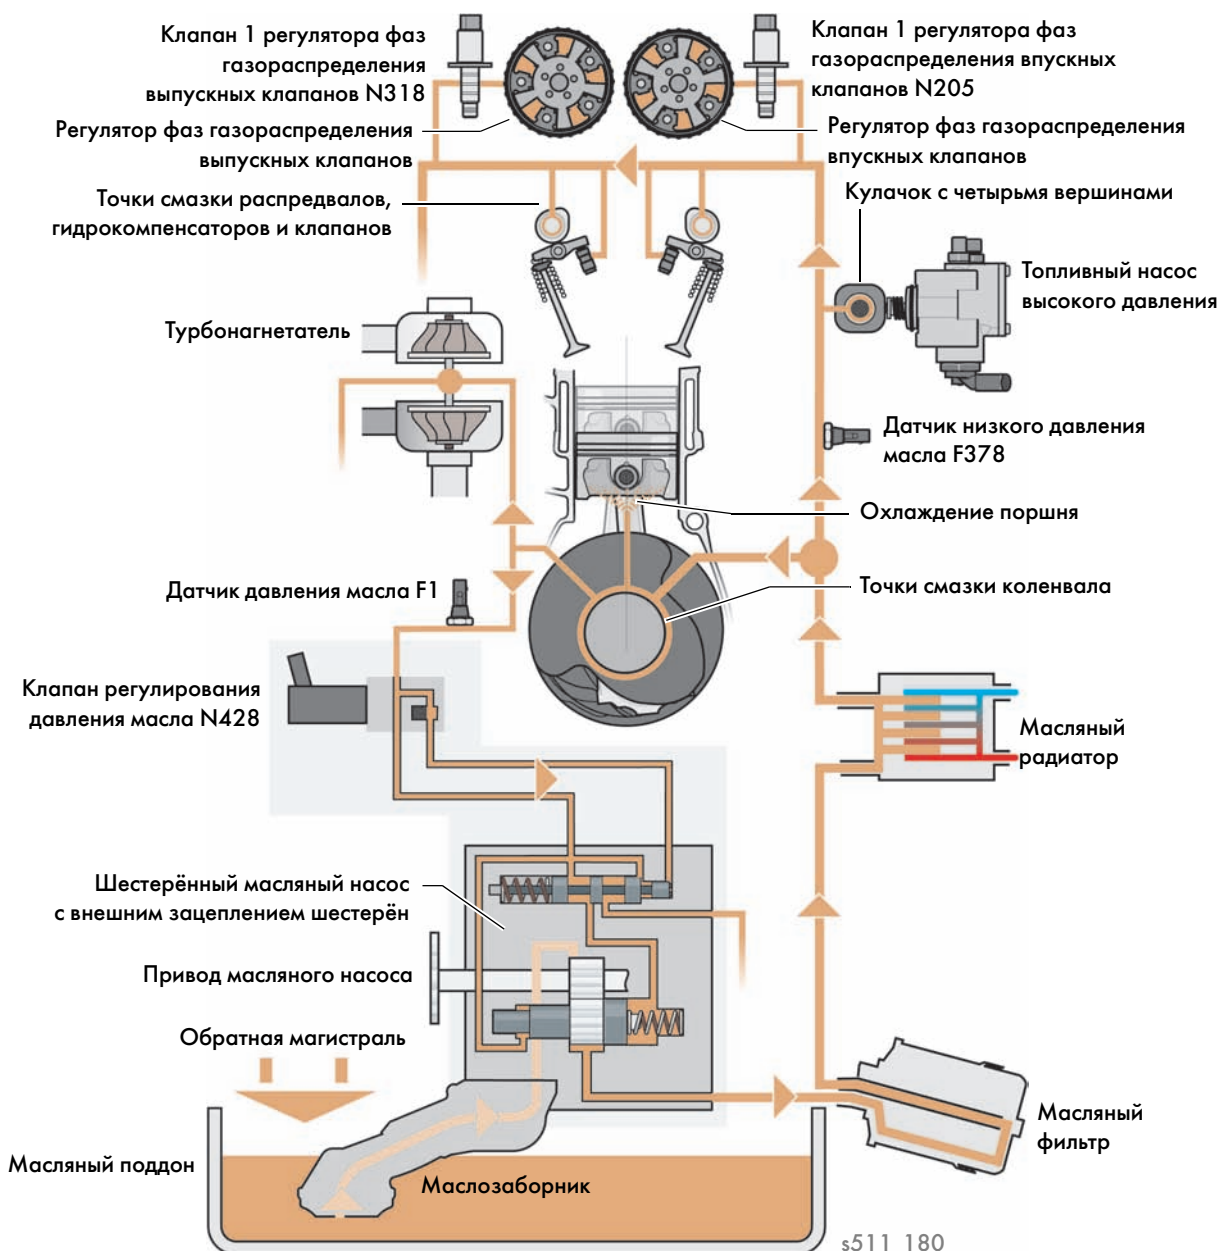 Клапан 1 регулятора фаз
газораспределения
выпускных клапанов N318
Клапан 1 регулятора фаз
газораспределения впускных
клапанов N205
Регулятор фаз газораспределения
выпускных клапанов
Регулятор фаз газораспределения
впускных клапанов
Точки смазки распредвалов,
гидрокомпенсаторов и клапанов
Кулачок с четырьмя вершинами
Топливный насос
высокого давления
Турбонагнетатель
Датчик низкого давления
масла F378
Охлаждение поршня
Датчик давления масла F1
Точки смазки коленвала
Клапан регулирования
давления масла N428
Масляный
радиатор
Шестерённый масляный насос
с внешним зацеплением шестерён
Привод масляного насоса
Обратная магистраль
Масляный
фильтр
Масляный поддон
Маслозаборник
s511_180